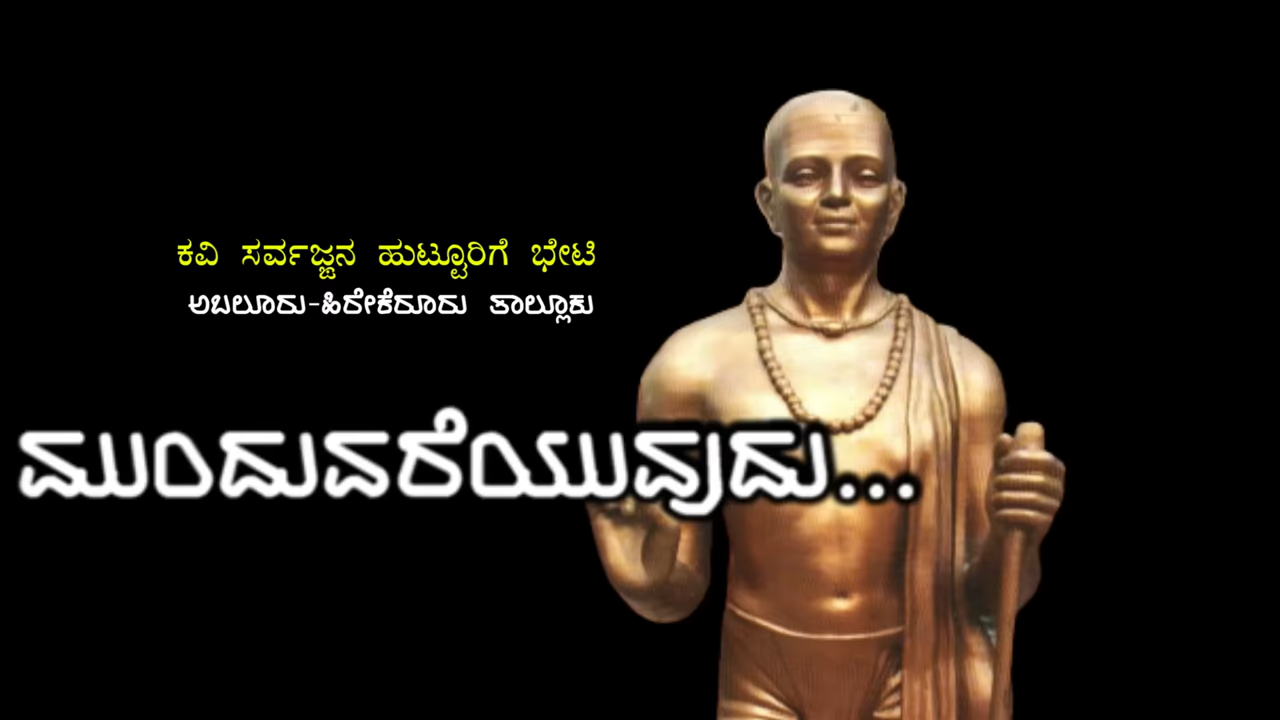 ಕವಿ ಸರ್ವಜ್ಞನ ಹುಟ್ಟೂರಿಗೆ ಭೇಟಿ
ಅಬಲೂರು-ಹಿರೇಕೆರೂರು ತಾಲ್ಲೂಕು
ಮುಂದುವರೆಯುವುದು...